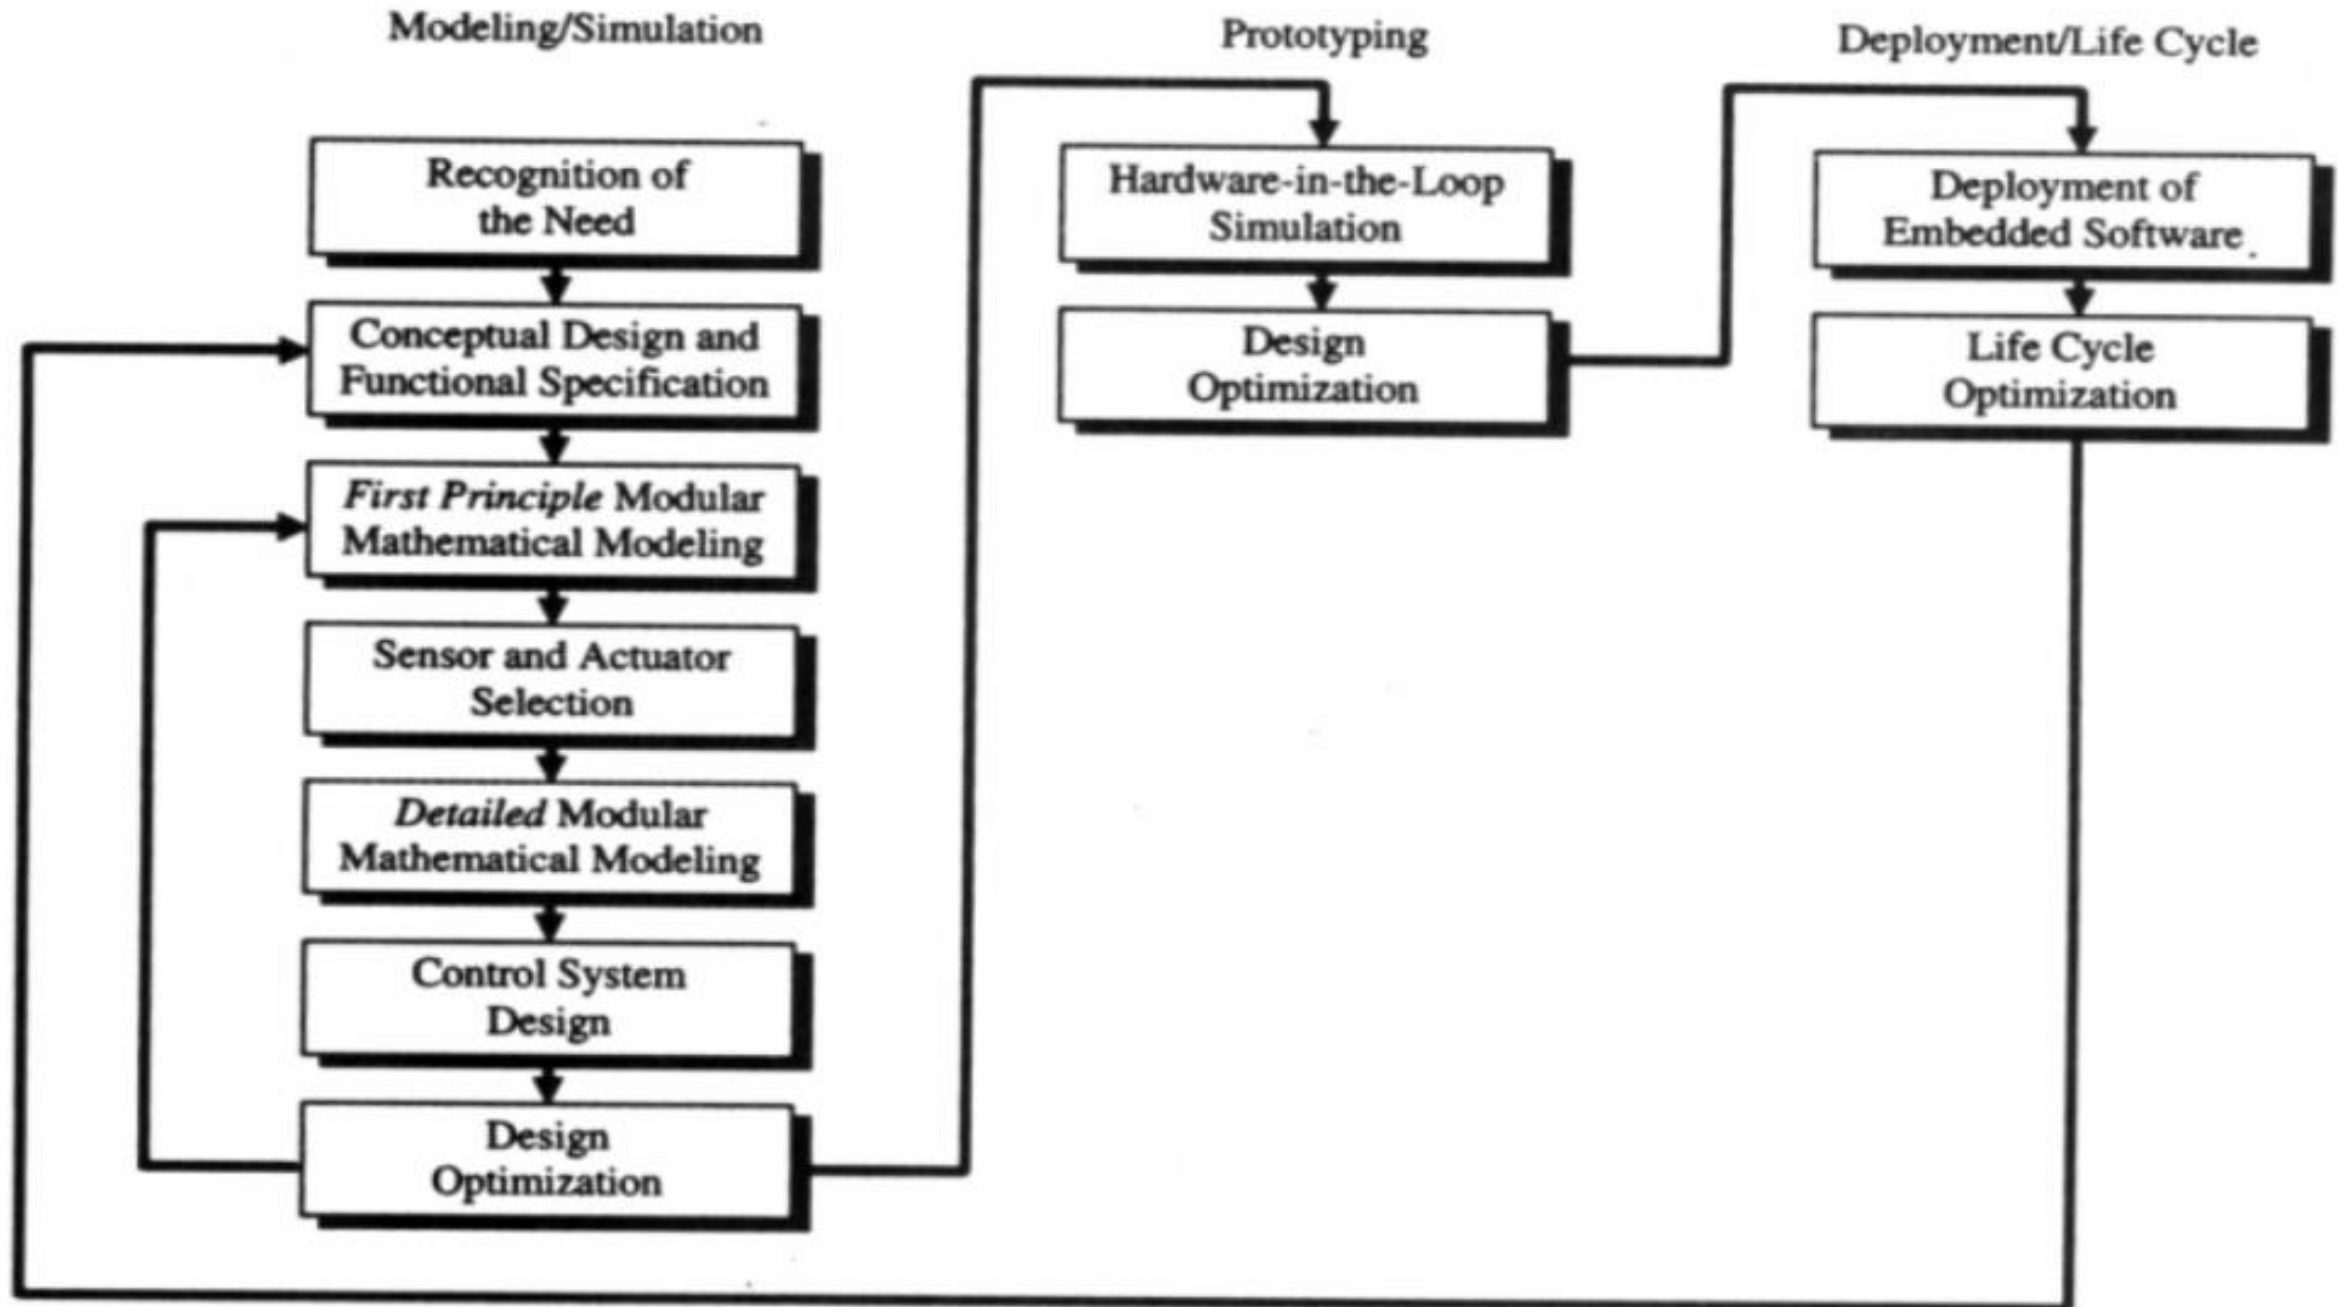 Modeling/Simulation
Recognition of
the Need
Conceptual Design and
Functional Specification
First Principle Modular
Mathematical Modeling
Sensor and Actuator
Selection
Detailed Modular
Mathematical Modeling
Control System
Design
Design
Optimization
Prototyping
Hardware-in-the-Loop
Simulation
Design
Optimization
Deployment/Life Cycle
Deployment of
Embedded Software
Life Cycle
Optimization